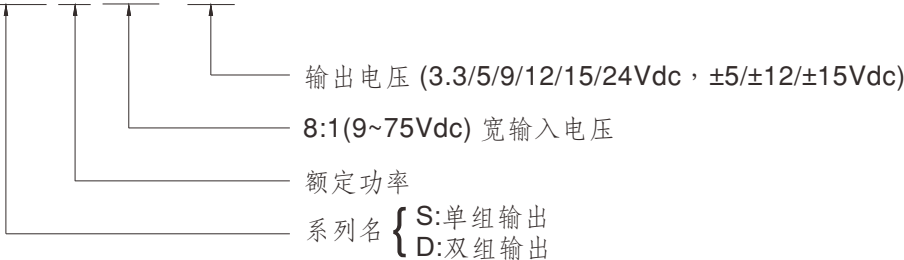 输出电压 (3.3/5/9/12/15/24Vdc，±5/±12/±15Vdc)
8:1(9~75Vdc) 宽输入电压
额定功率
系列名 { S:单组输出
D:双组输出